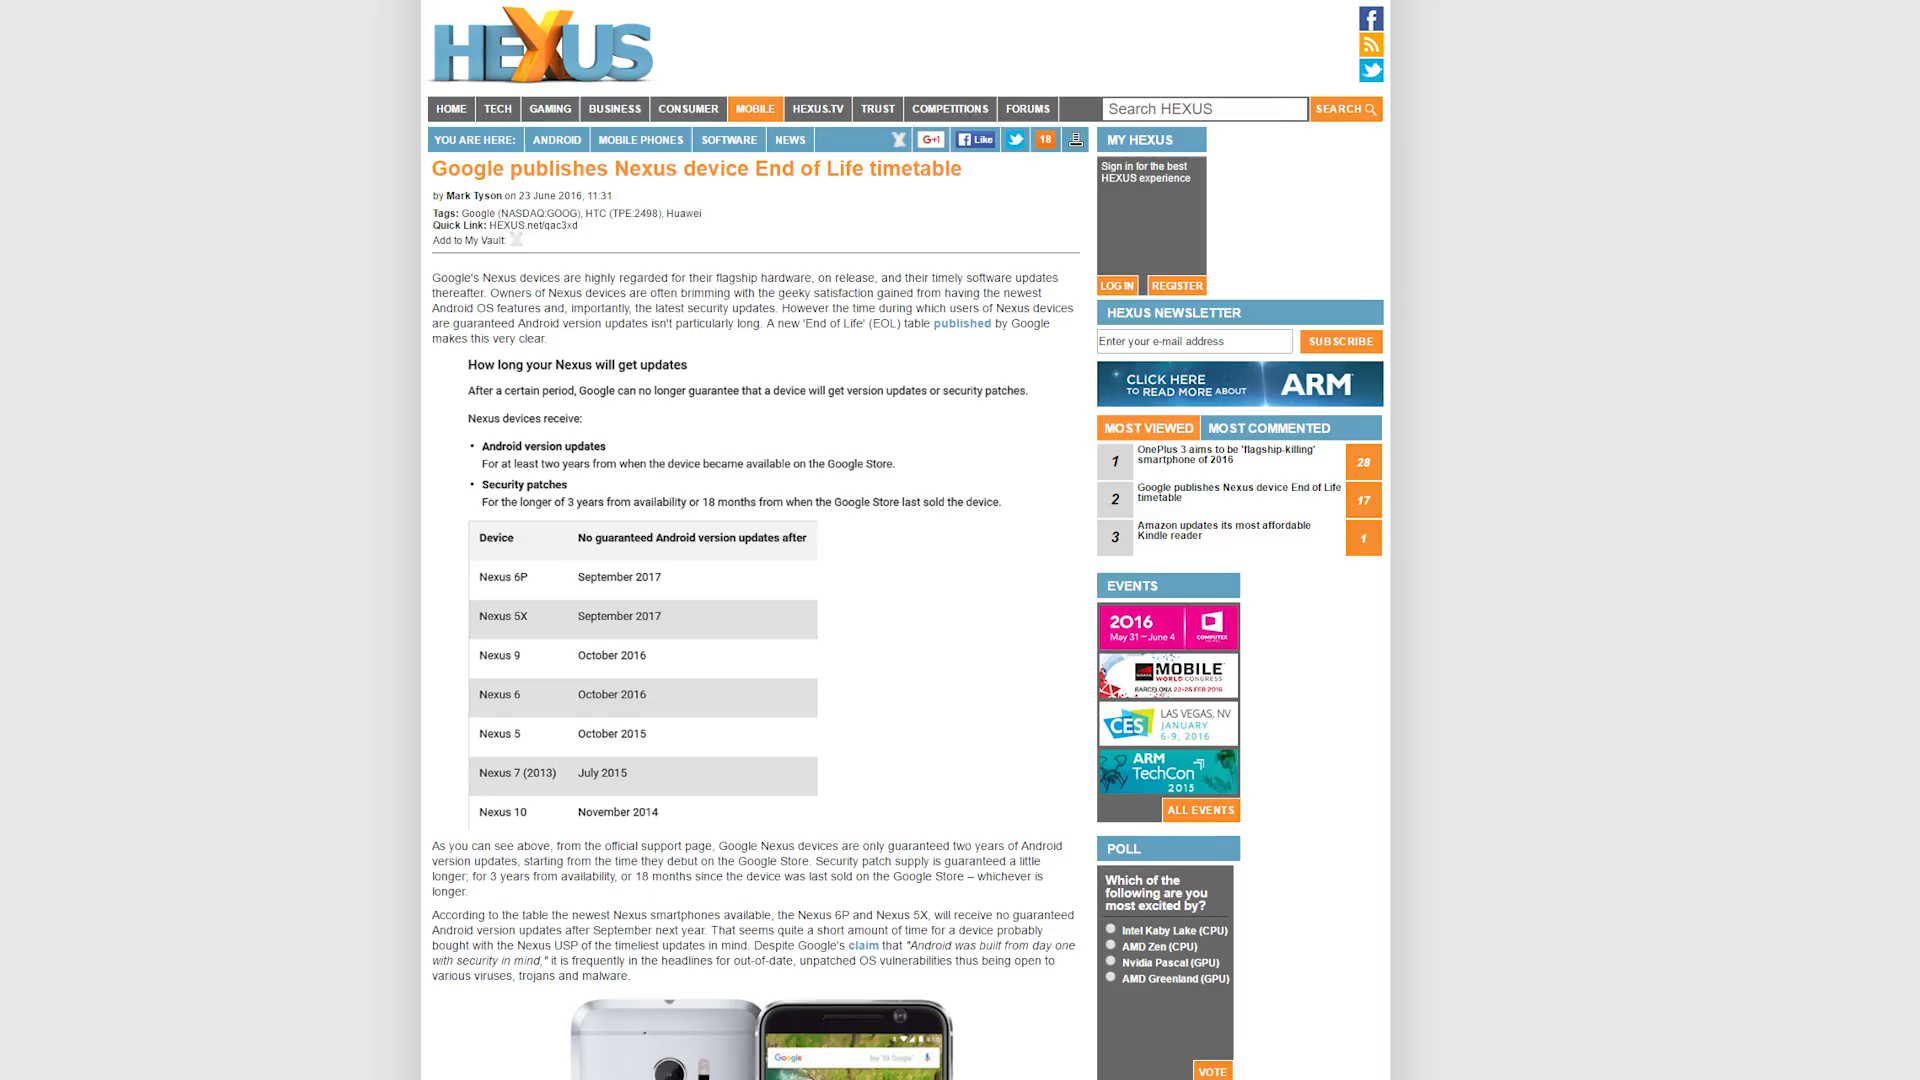 HEXUS
HOME TECH GAMING BUSINESS CONSUMER MOBILE HEXUS.TV TRUST COMPETITIONS FORUMS Search HEXUS SEARCH
YOU ARE HERE: ANDROID MOBILE PHONES SOFTWARE NEWS G+1 Like 18
Google publishes Nexus device End of Life timetable
by Mark Tyson on 23 June 2016, 11:31
Tags: Google (NASDAQ:GOOG), HTC (TPE:2498), Huawei
Quick Link: HEXUS.net/qac3xd
Add to My Vault:
Google's Nexus devices are highly regarded for their flagship hardware, on release, and their timely software updates
thereafter. Owners of Nexus devices are often brimming with the geeky satisfaction gained from having the newest
Android OS features and, importantly, the latest security updates. However the time during which users of Nexus devices
are guaranteed Android version updates isn't particularly long. A new 'End of Life' (EOL) table published by Google
makes this very clear.
How long your Nexus will get updates
After a certain period, Google can no longer guarantee that a device will get version updates or security patches.
Nexus devices receive:
• Android version updates
For at least two years from when the device became available on the Google Store.
• Security patches
For the longer of 3 years from availability or 18 months from when the Google Store last sold the device.
Device No guaranteed Android version updates after
Nexus 6P September 2017
Nexus 5X September 2017
Nexus 9 October 2016
Nexus 6 October 2016
Nexus 5 October 2015
Nexus 7 (2013) July 2015
Nexus 10 November 2014
As you can see above, from the official support page, Google Nexus devices are only guaranteed two years of Android
version updates, starting from the time they debut on the Google Store. Security patch supply is guaranteed a little
longer; for 3 years from availability, or 18 months since the device was last sold on the Google Store – whichever is
longer.
According to the table the newest Nexus smartphones available, the Nexus 6P and Nexus 5X, will receive no guaranteed
Android version updates after September next year. That seems quite a short amount of time for a device probably
bought with the Nexus USP of the timeliest updates in mind. Despite Google's claim that "Android was built from day one
with security in mind," it is frequently in the headlines for out-of-date, unpatched OS vulnerabilities thus being open to
various viruses, trojans and malware.
Google
MY HEXUS
Sign in for the best
HEXUS experience
LOG IN REGISTER
HEXUS NEWSLETTER
Enter your e-mail address SUBSCRIBE
CLICK HERE
TO READ MORE ABOUT ARM
MOST VIEWED MOST COMMENTED
1 OnePlus 3 aims to be 'flagship-killing'
smartphone of 2016 28
2 Google publishes Nexus device End of Life
timetable 17
3 Amazon updates its most affordable
Kindle reader 1
EVENTS
2016
May 31 – June 4 COMPUTEX
MOBILE
WORLD CONGRESS
BARCELONA 22-25 FEB 2016
CES LAS VEGAS, NV
JANUARY
6-9, 2016
ARM
TechCon
2015
ALL EVENTS
POLL
Which of the
following are you
most excited by?
Intel Kaby Lake (CPU)
AMD Zen (CPU)
Nvidia Pascal (GPU)
AMD Greenland (GPU)
VOTE